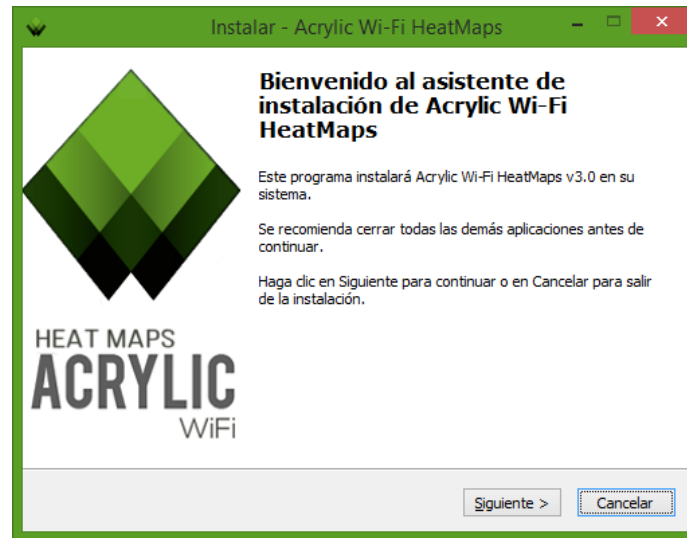 Instalar - Acrylic Wi-Fi HeatMaps
Bienvenido al asistente de
instalación de Acrylic Wi-Fi
HeatMaps
Este programa instalará Acrylic Wi-Fi HeatMaps v3.0 en su
sistema.
Se recomienda cerrar todas las demás aplicaciones antes de
continuar.
Haga clic en Siguiente para continuar o en Cancelar para salir
de la instalación.
HEAT MAPS
ACRYLIC
WiFi
Siguiente >
Cancelar